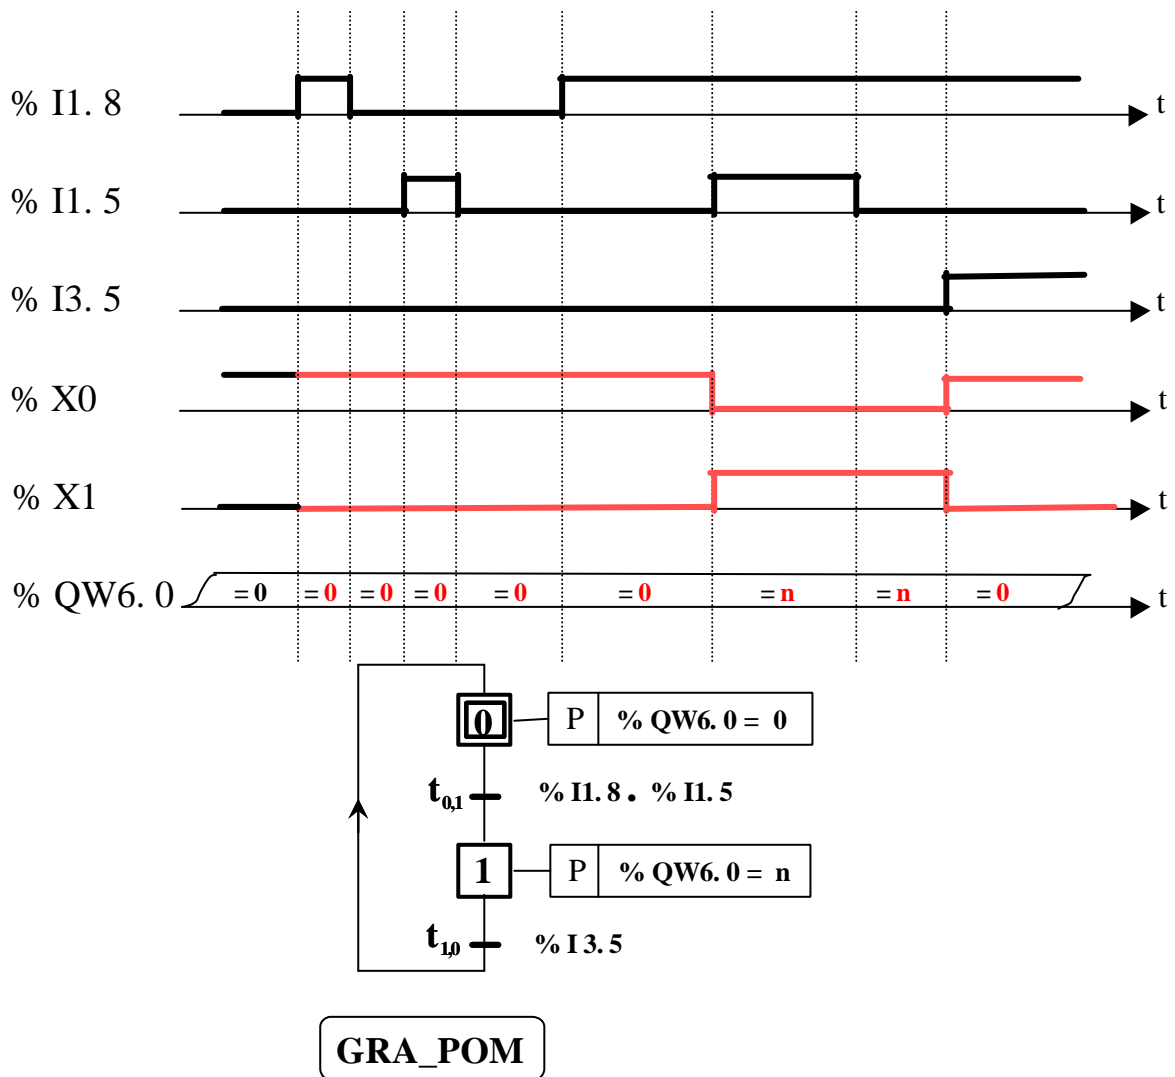 % I1. 8 t
% I1. 5 t
% I3. 5 t
% X0 t
% X1 t
% QW6. 0 = 0 = 0 = 0 = 0 = 0 = 0 = n = n = 0 t
0 P % QW6. 0 = 0
t0,1 % I1. 8 . % I1. 5
1 P % QW6. 0 = n
t1,0 % I 3. 5
GRA_POM